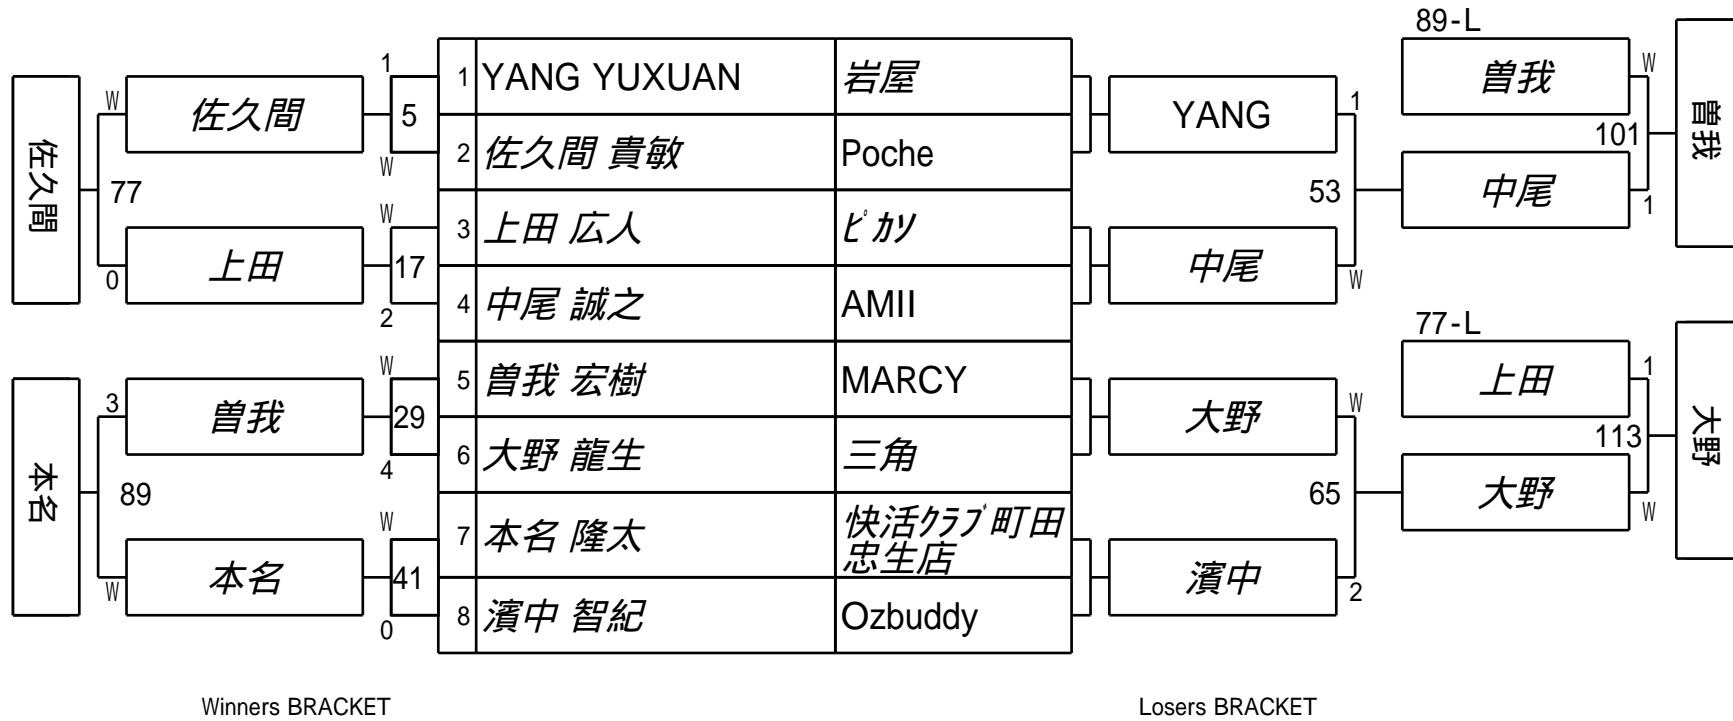 89-L
1 YANG YUXUAN 岩屋
2 佐久間 貴敏 Poche
3 上田 広人 ﾋﾟｶｿ
4 中尾 誠之 AMII
5 曽我 宏樹 MARCY
6 大野 龍生 三角
7 本名 隆太 快活ｸﾗﾌﾞ町田
忠生店
8 濱中 智紀 Ozbuddy
佐久間
W
77
0
佐久間
上田
1
5
W
W
17
2
本名
3
89
W
曽我
本名
W
29
4
W
41
0
YANG
中尾
1
53
W
曽我
中尾
W
101
1
曽我
大野
濱中
W
65
2
77-L
上田
大野
1
113
W
大野
Winners BRACKET
Losers BRACKET